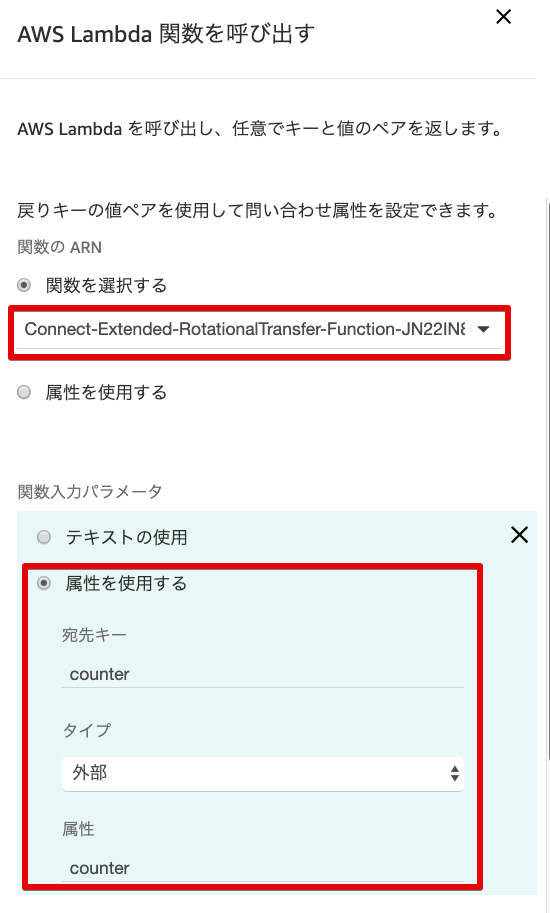 AWS Lambda 関数を呼び出す
AWS Lambda を呼び出し、任意でキーと値のペアを返します。
戻りキーの値ペアを使用して問い合わせ属性を設定できます。
関数の ARN
関数を選択する
Connect-Extended-RotationalTransfer-Function-JN22IN8
属性を使用する
関数入力パラメータ
テキストの使用
属性を使用する
宛先キー
counter
タイプ
外部
属性
counter